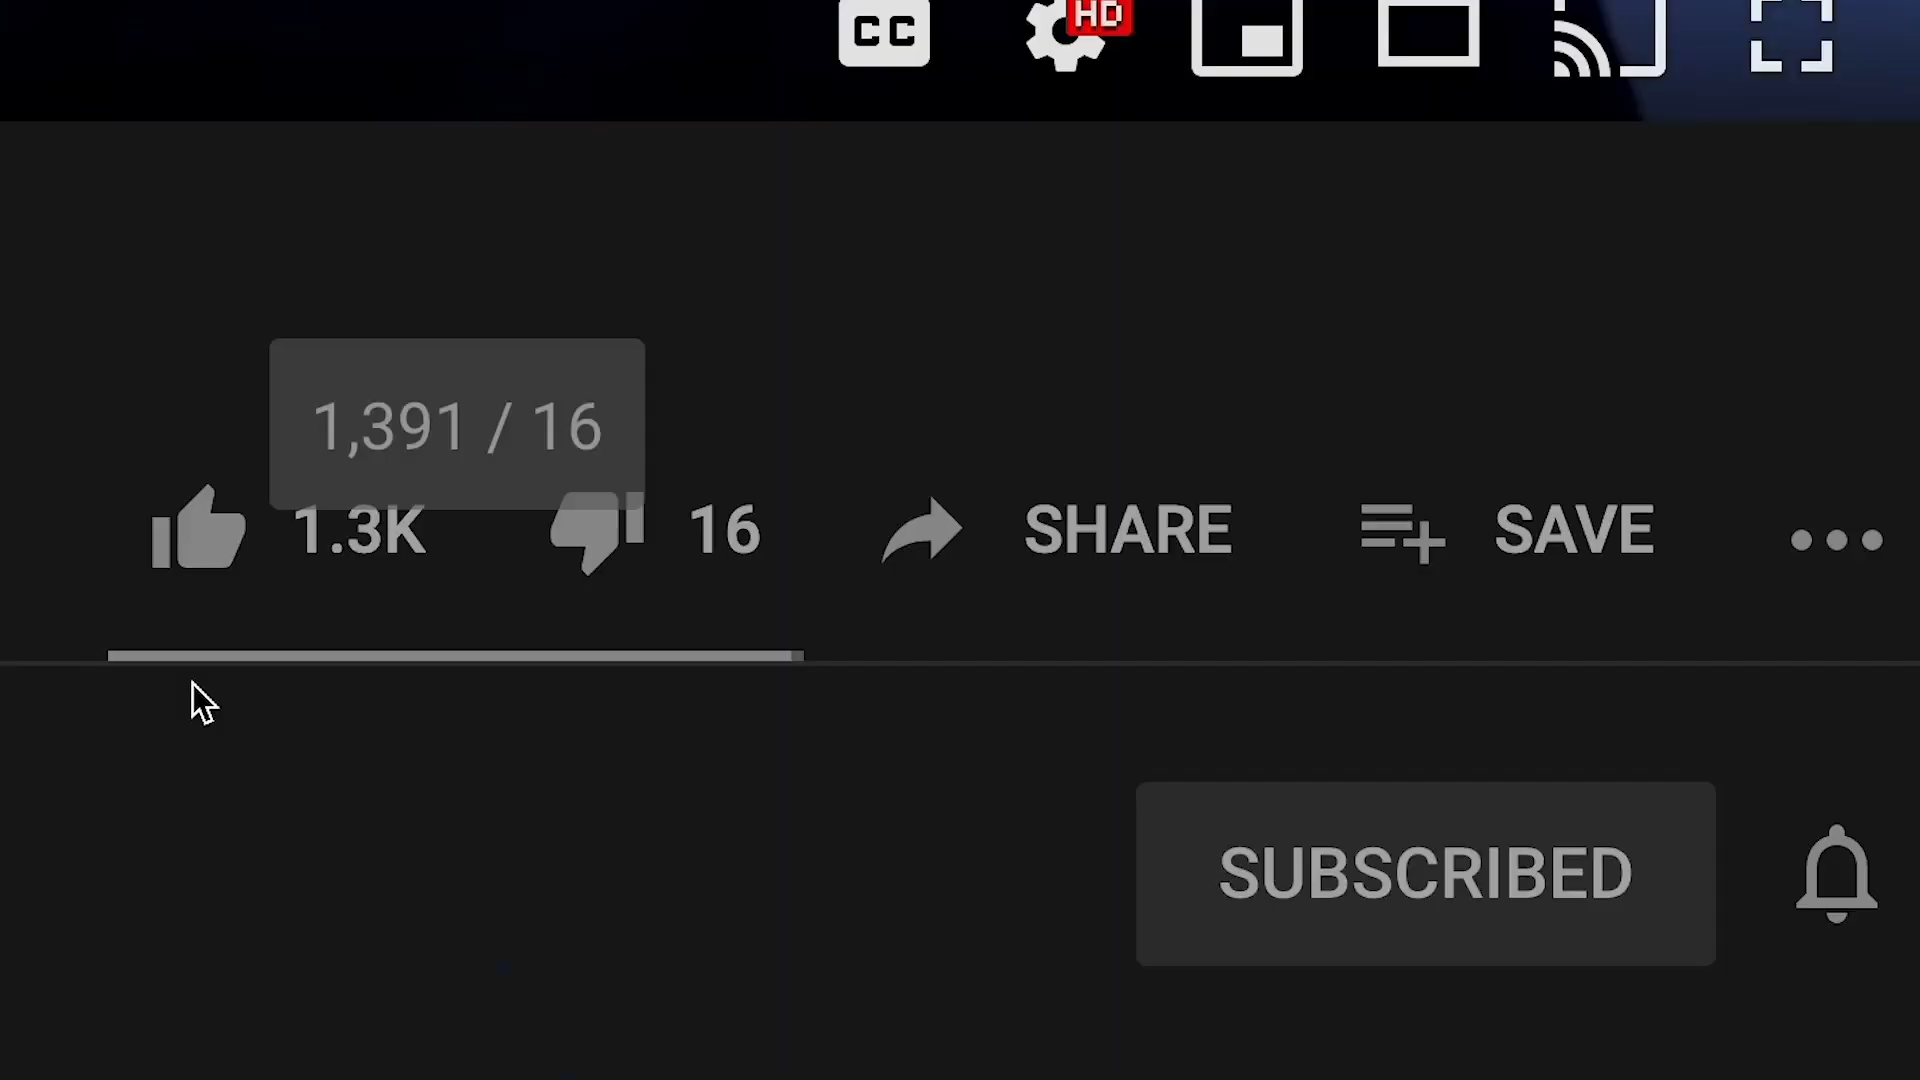 CC
HD
1,391 / 16
1.3K 16 SHARE SAVE
SUBSCRIBED